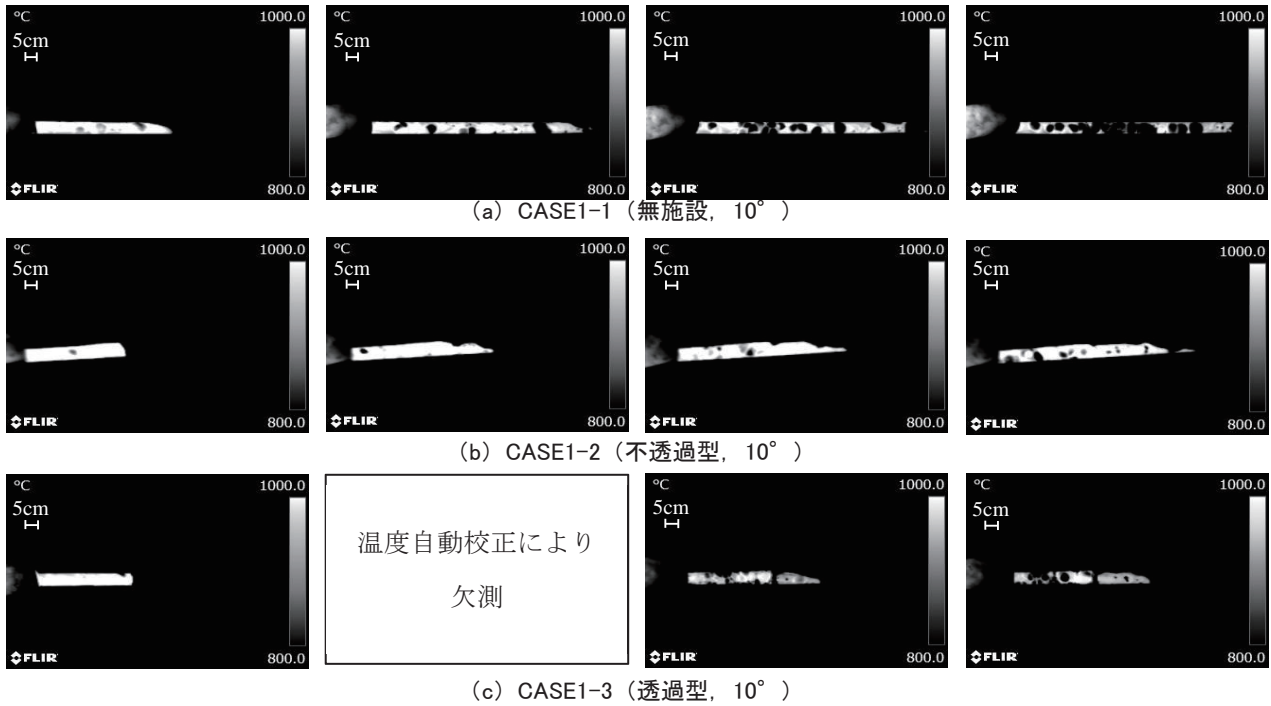 °C 1000.0
5cm
FLIR 800.0
°C 1000.0
5cm
FLIR 800.0
°C 1000.0
5cm
FLIR 800.0
°C 1000.0
5cm
FLIR 800.0
(a) CASE1-1 (無施設, 10°)
°C 1000.0
5cm
FLIR 800.0
°C 1000.0
5cm
FLIR 800.0
°C 1000.0
5cm
FLIR 800.0
°C 1000.0
5cm
FLIR 800.0
(b) CASE1-2 (不透過型, 10°)
°C 1000.0
5cm
FLIR 800.0
温度自動校正により
欠測
°C 1000.0
5cm
FLIR 800.0
°C 1000.0
5cm
FLIR 800.0
(c) CASE1-3 (透過型, 10°)